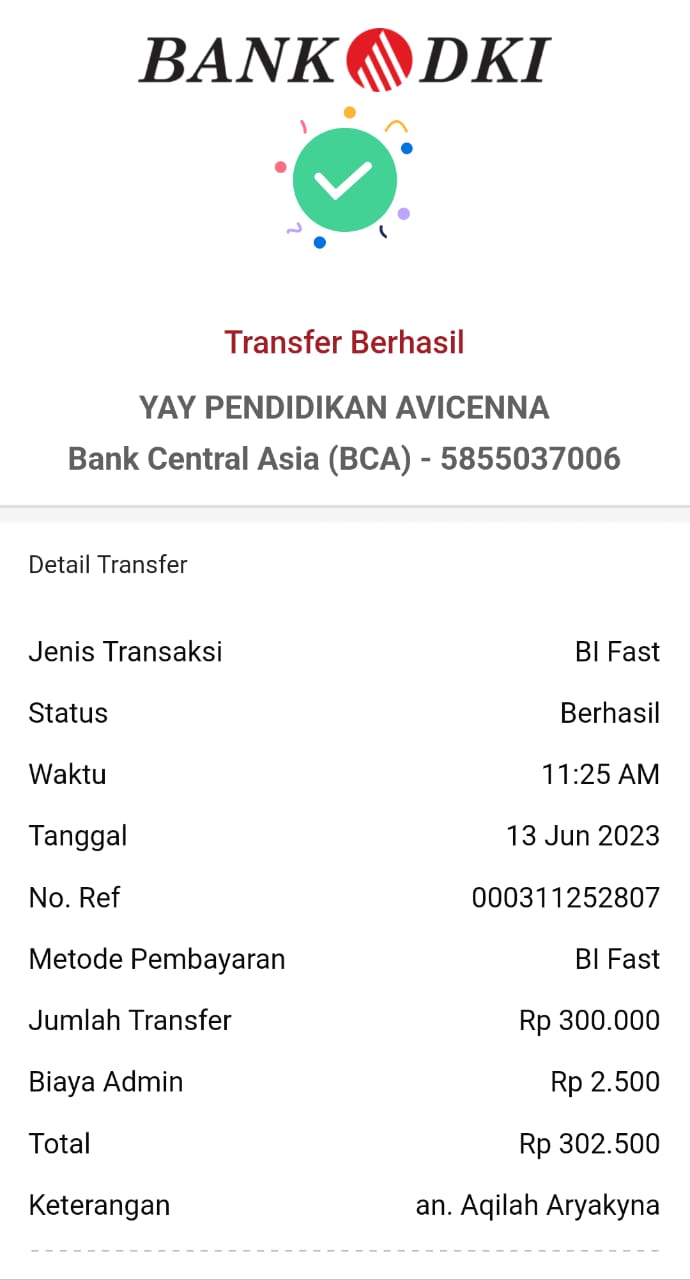 BANK DKI
Transfer Berhasil
YAY PENDIDIKAN AVICENNA
Bank Central Asia (BCA) - 5855037006
Detail Transfer
Jenis Transaksi BI Fast
Status Berhasil
Waktu 11:25 AM
Tanggal 13 Jun 2023
No. Ref 000311252807
Metode Pembayaran BI Fast
Jumlah Transfer Rp 300.000
Biaya Admin Rp 2.500
Total Rp 302.500
Keterangan an. Aqilah Aryakyna